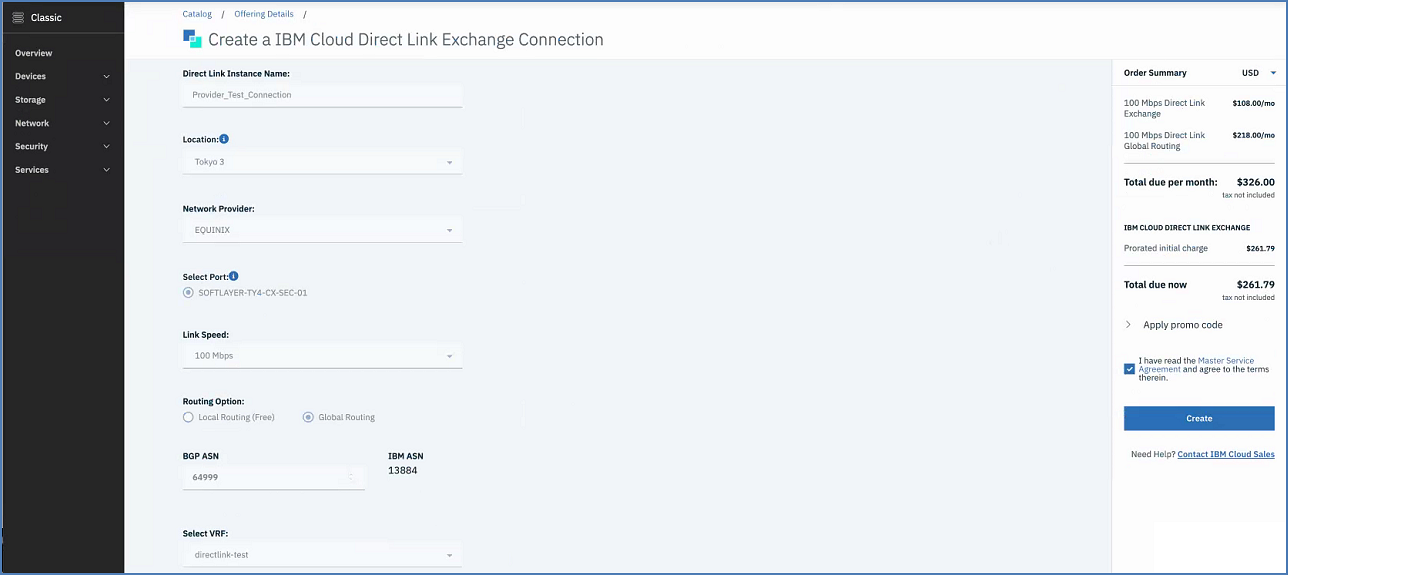 Classic
Overview
Devices
Storage
Network
Security
Services
Catalog / Offering Details /
Create a IBM Cloud Direct Link Exchange Connection
Direct Link Instance Name:
Provider_Test_Connection
Location:
Tokyo 3
Network Provider:
EQUINIX
Select Port:
SOFTLAYER-TY4-CX-SEC-01
Link Speed:
100 Mbps
Routing Option:
Local Routing (Free) Global Routing
BGP ASN IBM ASN
64999 13884
Select VRF:
directlink-test
Order Summary USD
100 Mbps Direct Link $108.00/mo
Exchange
100 Mbps Direct Link $218.00/mo
Global Routing
Total due per month: $326.00
tax not included
IBM CLOUD DIRECT LINK EXCHANGE
Prorated initial charge $261.79
Total due now $261.79
tax not included
Apply promo code
I have read the Master Service
Agreement and agree to the terms
therein.
Create
Need Help? Contact IBM Cloud Sales